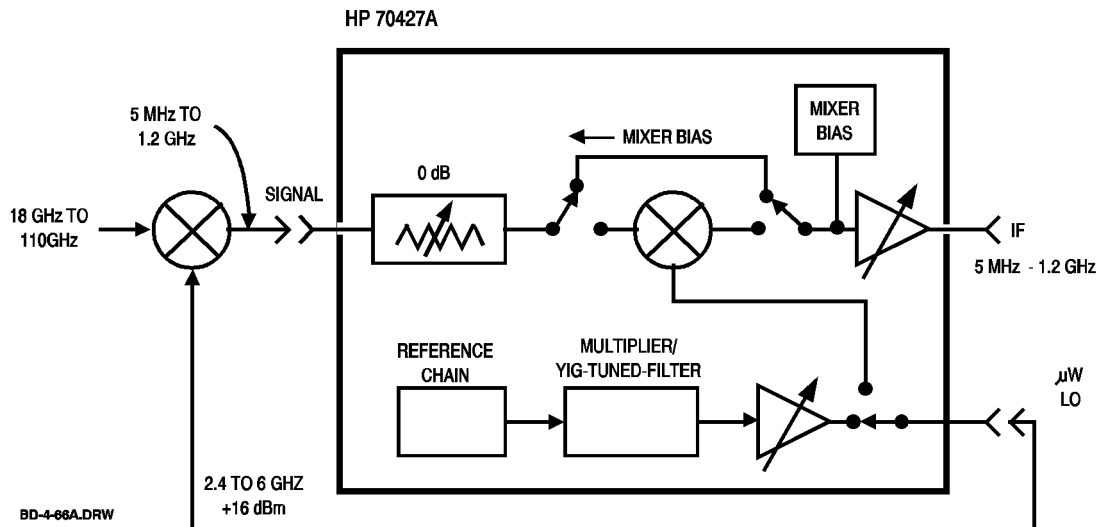 HP 70427A
5 MHz TO
1.2 GHz
MIXER
BIAS
MIXER BIAS
0 dB
SIGNAL
18 GHz TO
110GHz
IF
5 MHz - 1.2 GHz
REFERENCE
CHAIN
MULTIPLIER/
YIG-TUNED-FILTER
µW
LO
2.4 TO 6 GHZ
+16 dBm
BD-4-66A.DRW